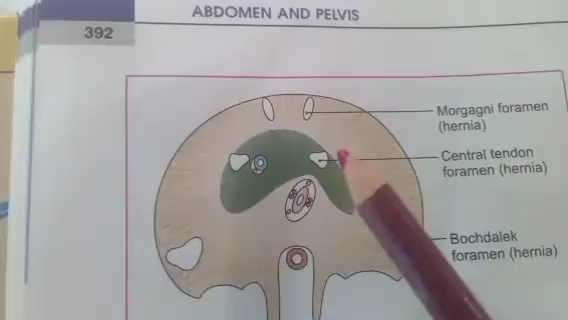 ABDOMEN AND PELVIS
392
Morgagni foramen
(hernia)
Central tendon
foramen (hernia)
Bochdalek
foramen (hernia)